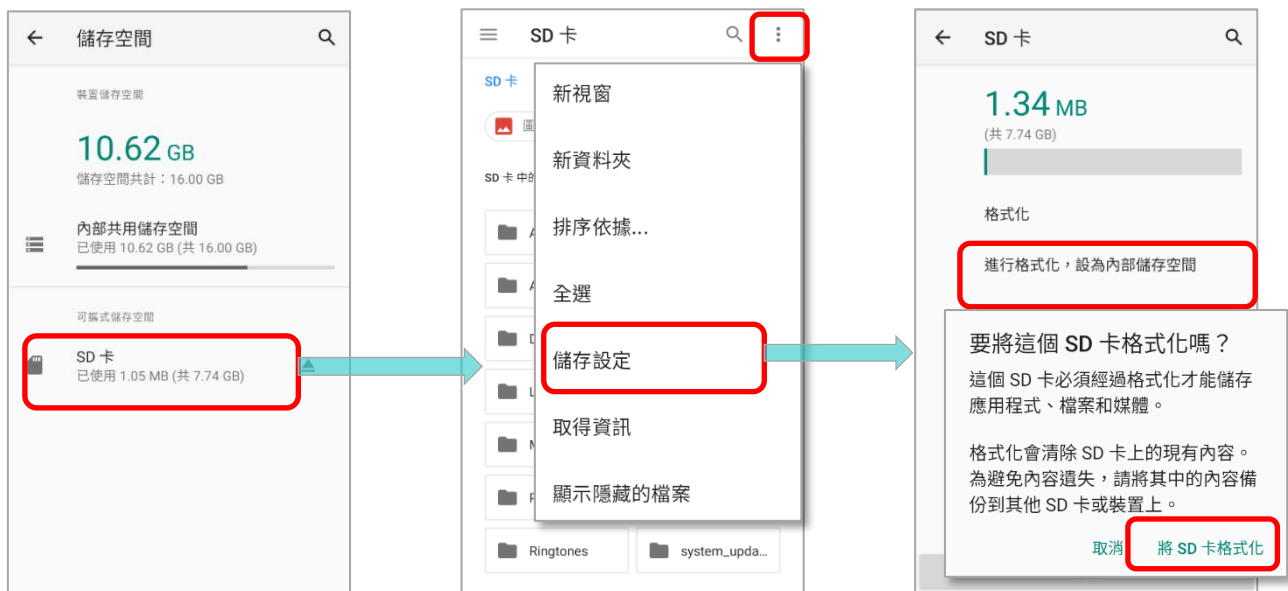 儲存空間
裝置儲存空間
10.62 GB
儲存空間共計：16.00 GB
內部共用儲存空間
已使用 10.62 GB (共 16.00 GB)
可攜式儲存空間
SD 卡
已使用 1.05 MB (共 7.74 GB)
SD 卡
SD 卡
SD 卡 中的
新視窗
新資料夾
排序依據...
全選
儲存設定
取得資訊
顯示隱藏的檔案
Ringtones
system_upda...
SD 卡
1.34 MB
(共 7.74 GB)
格式化
進行格式化，設為內部儲存空間
要將這個 SD 卡格式化嗎？
這個 SD 卡必須經過格式化才能儲存
應用程式、檔案和媒體。
格式化會清除 SD 卡上的現有內容。
為避免內容遺失，請將其中的內容備
份到其他 SD 卡或裝置上。
取消
將 SD 卡格式化